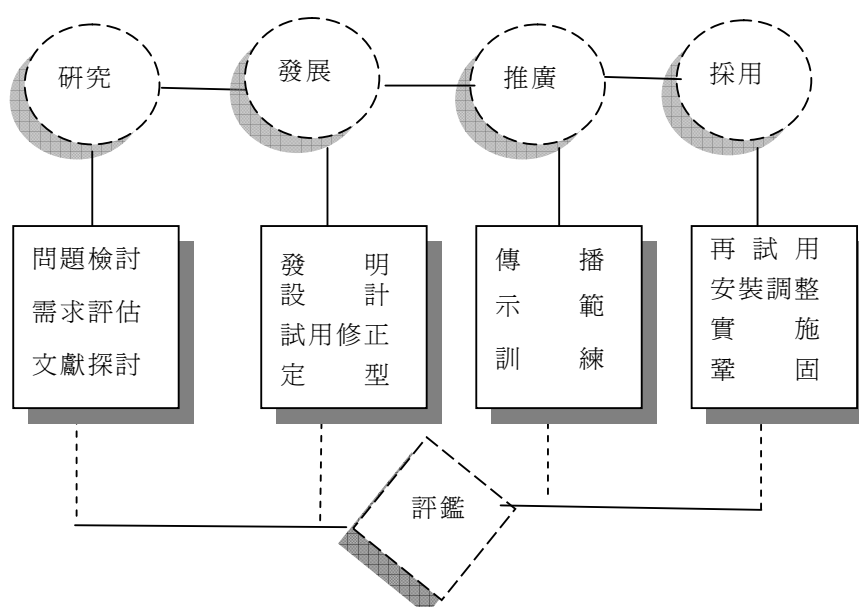 研究
發展
推廣
採用
問題檢討
需求評估
文獻探討
發明
設計
試用修正
定型
傳播
示範
訓練
再試用
安裝調整
實施
鞏固
評鑑